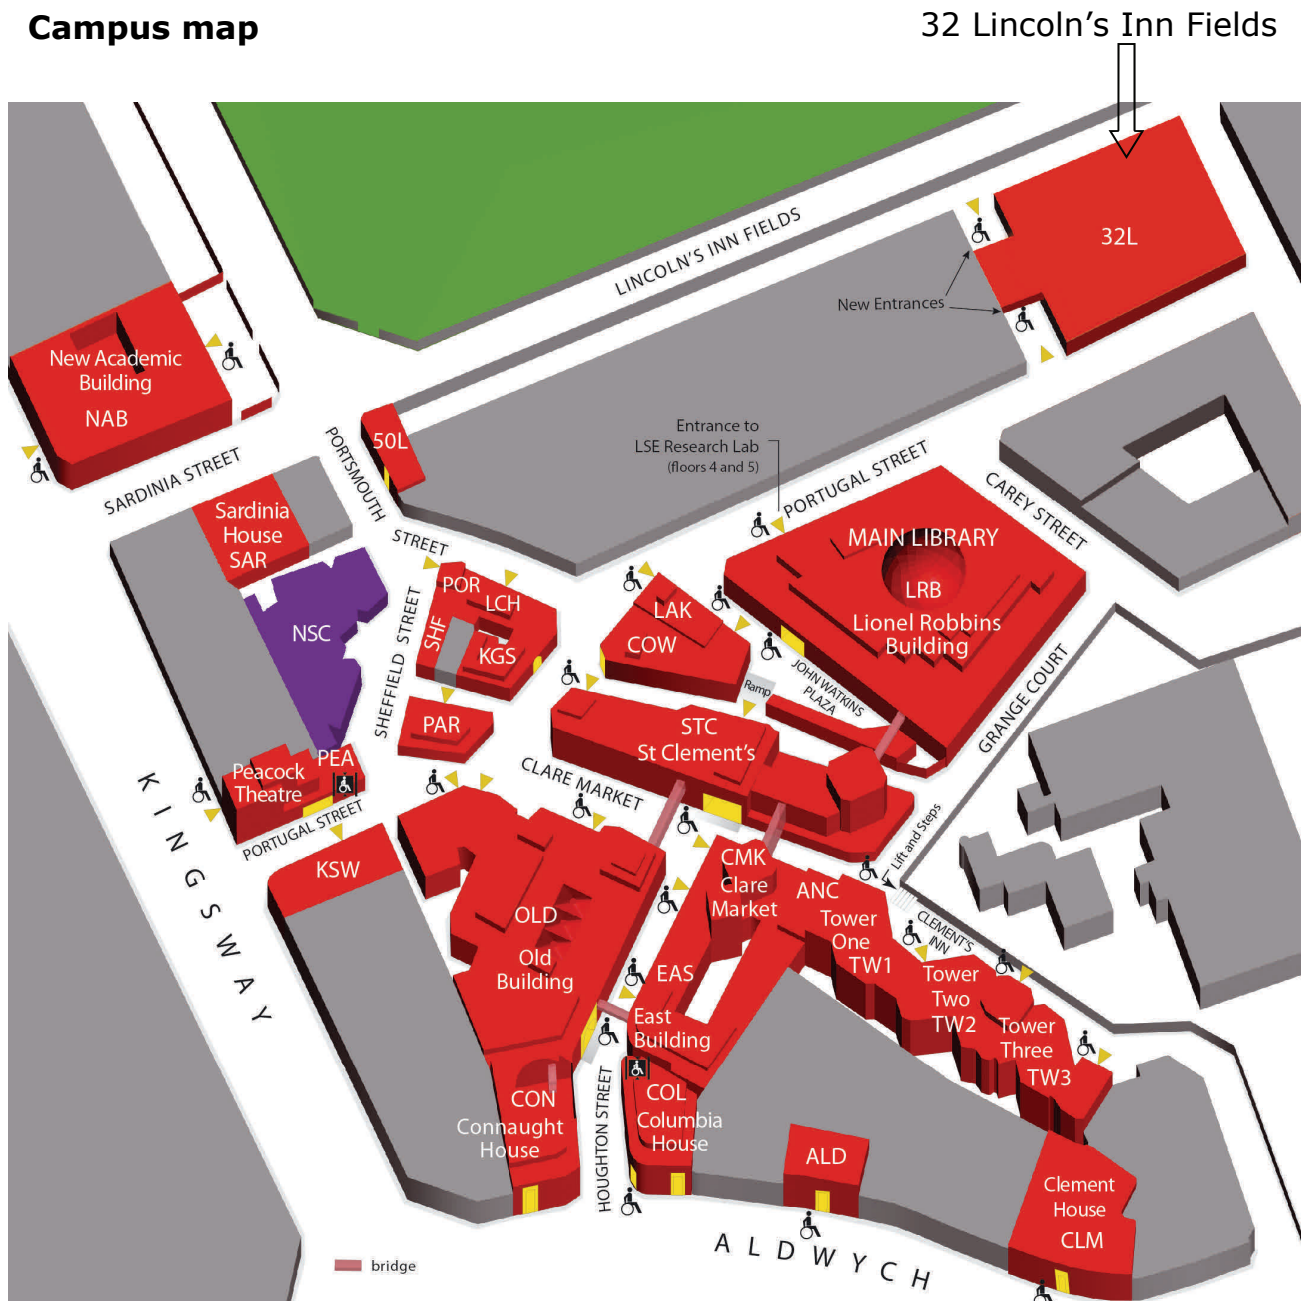 Campus map
32 Lincoln’s Inn Fields
LINCOLN'S INN FIELDS
32L
New Entrances
New Academic
Building
NAB
SARDINIA STREET
PORTSMOUTH
STREET
50L
Entrance to
LSE Research Lab
(floors 4 and 5)
PORTUGAL STREET
CAREY STREET
Sardinia
House
SAR
NSC
SHEFFIELD STREET
POR
LCH
SHF
KGS
LAK
COW
MAIN LIBRARY
LRB
Lionel Robbins
Building
JOHN WATKINS
PLAZA
Ramp
GRANGE COURT
PAR
STC
St Clement's
CLARE MARKET
PEA
Peacock
Theatre
PORTUGAL STREET
KINGSWAY
KSW
OLD
Old
Building
CMK
Clare
Market
ANC
Tower
One
TW1
Lift and Steps
CLEMENT'S
INN
Tower
Two
TW2
Tower
Three
TW3
EAS
East
Building
CON
Connaught
House
HOUGHTON STREET
COL
Columbia
House
ALD
Clement
House
CLM
ALDWYCH
bridge